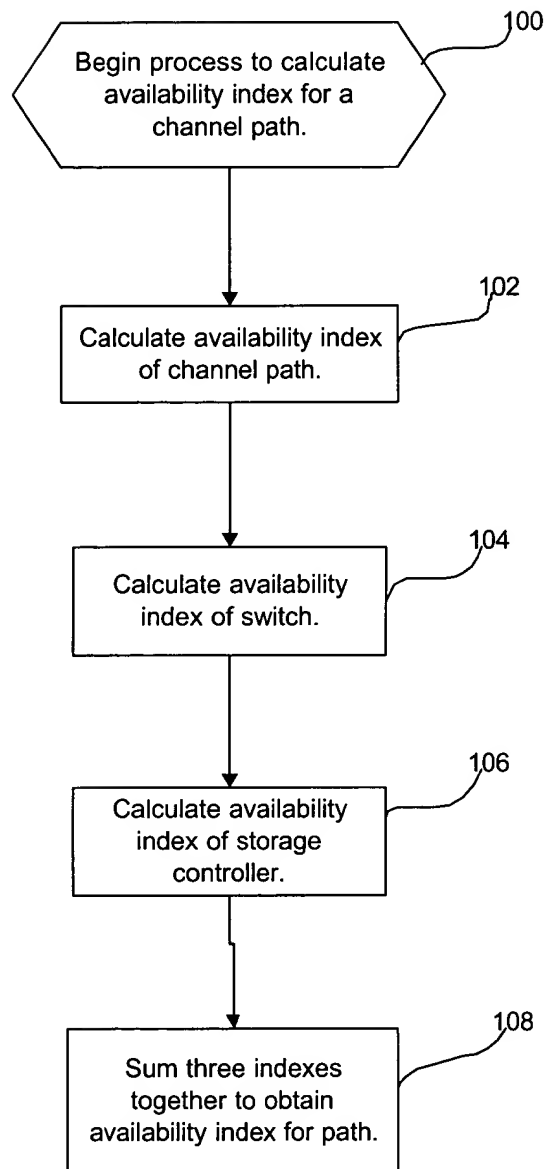 100
Begin process to calculate
availability index for a
channel path.
102
Calculate availability index
of channel path.
104
Calculate availability
index of switch.
106
Calculate availability
index of storage
controller.
108
Sum three indexes
together to obtain
availability index for path.